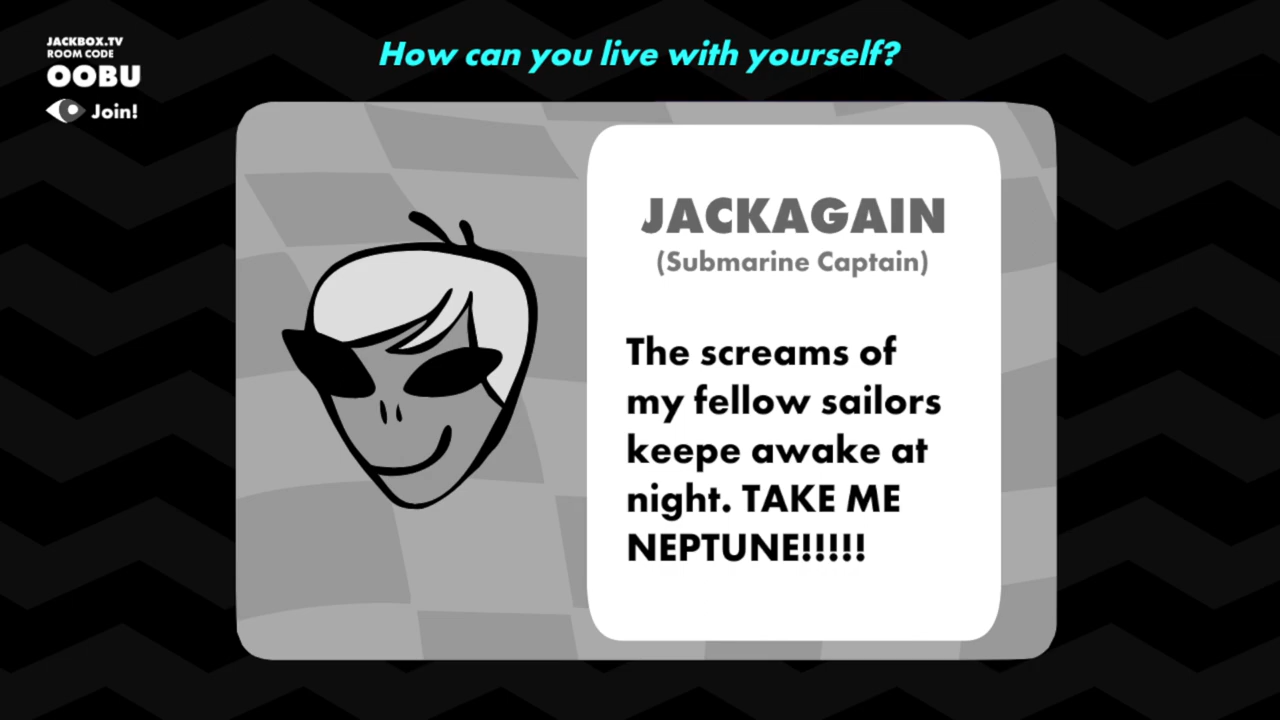 JACKBOX.TV
ROOM CODE
OOBU
Join!
How can you live with yourself?
JACKAGAIN
(Submarine Captain)
The screams of
my fellow sailors
keepe awake at
night. TAKE ME
NEPTUNE!!!!!